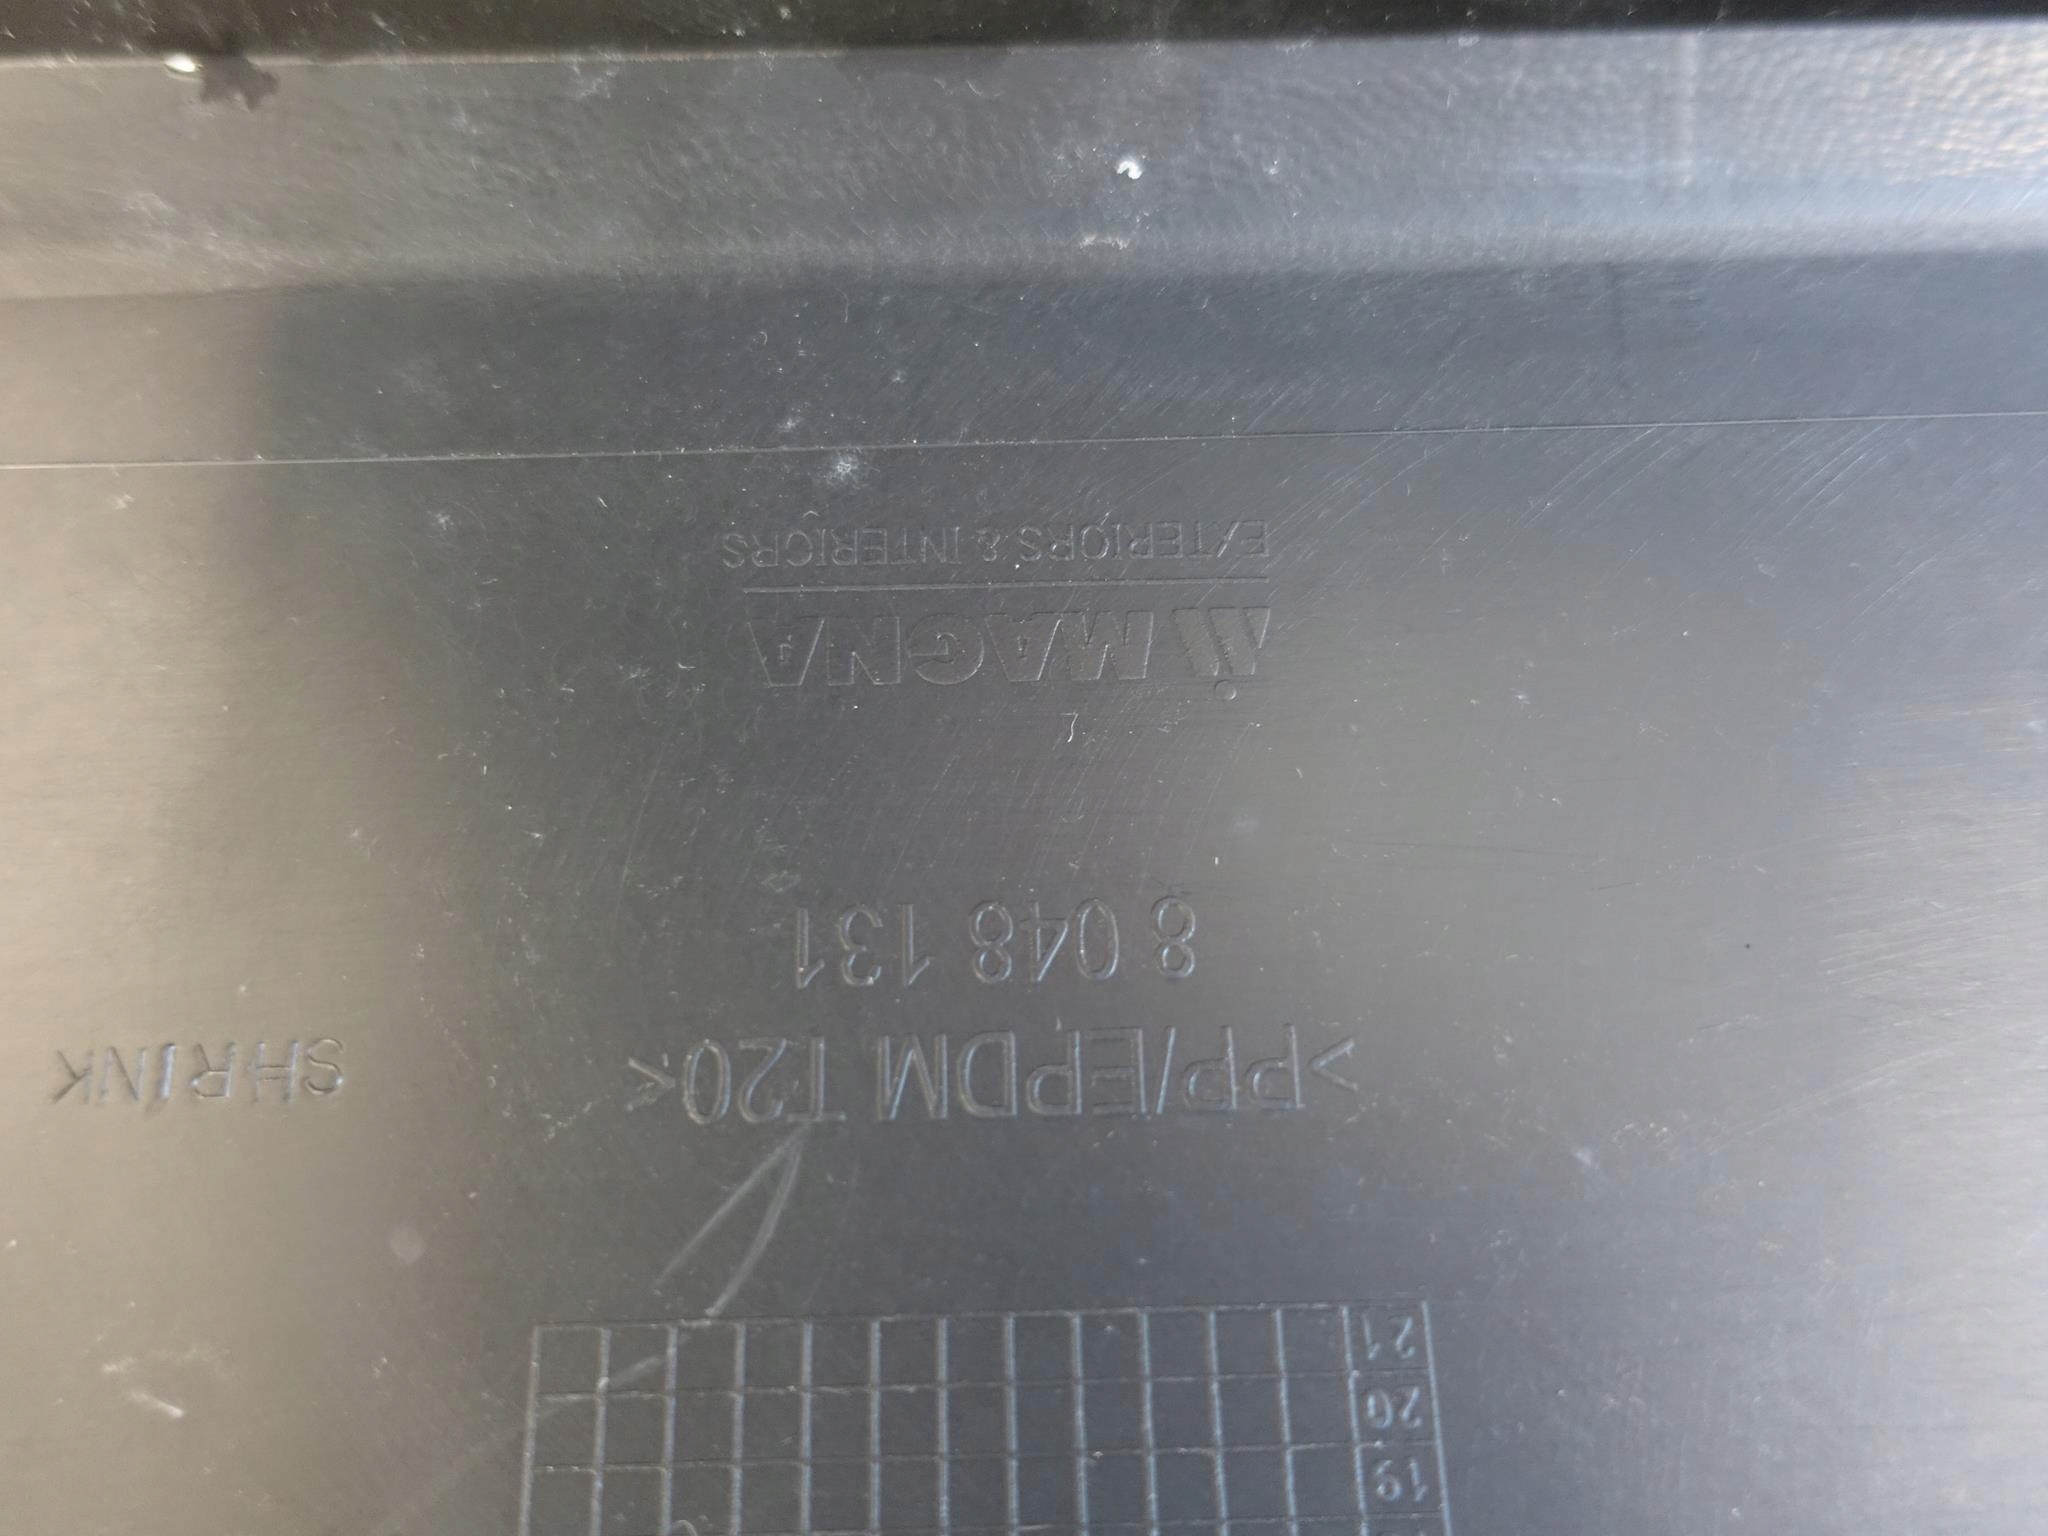 19
20
21
>PP/EPDM T20<
SHRINK
8 048 131
MAGNA
EXTERIORS & INTERIORS